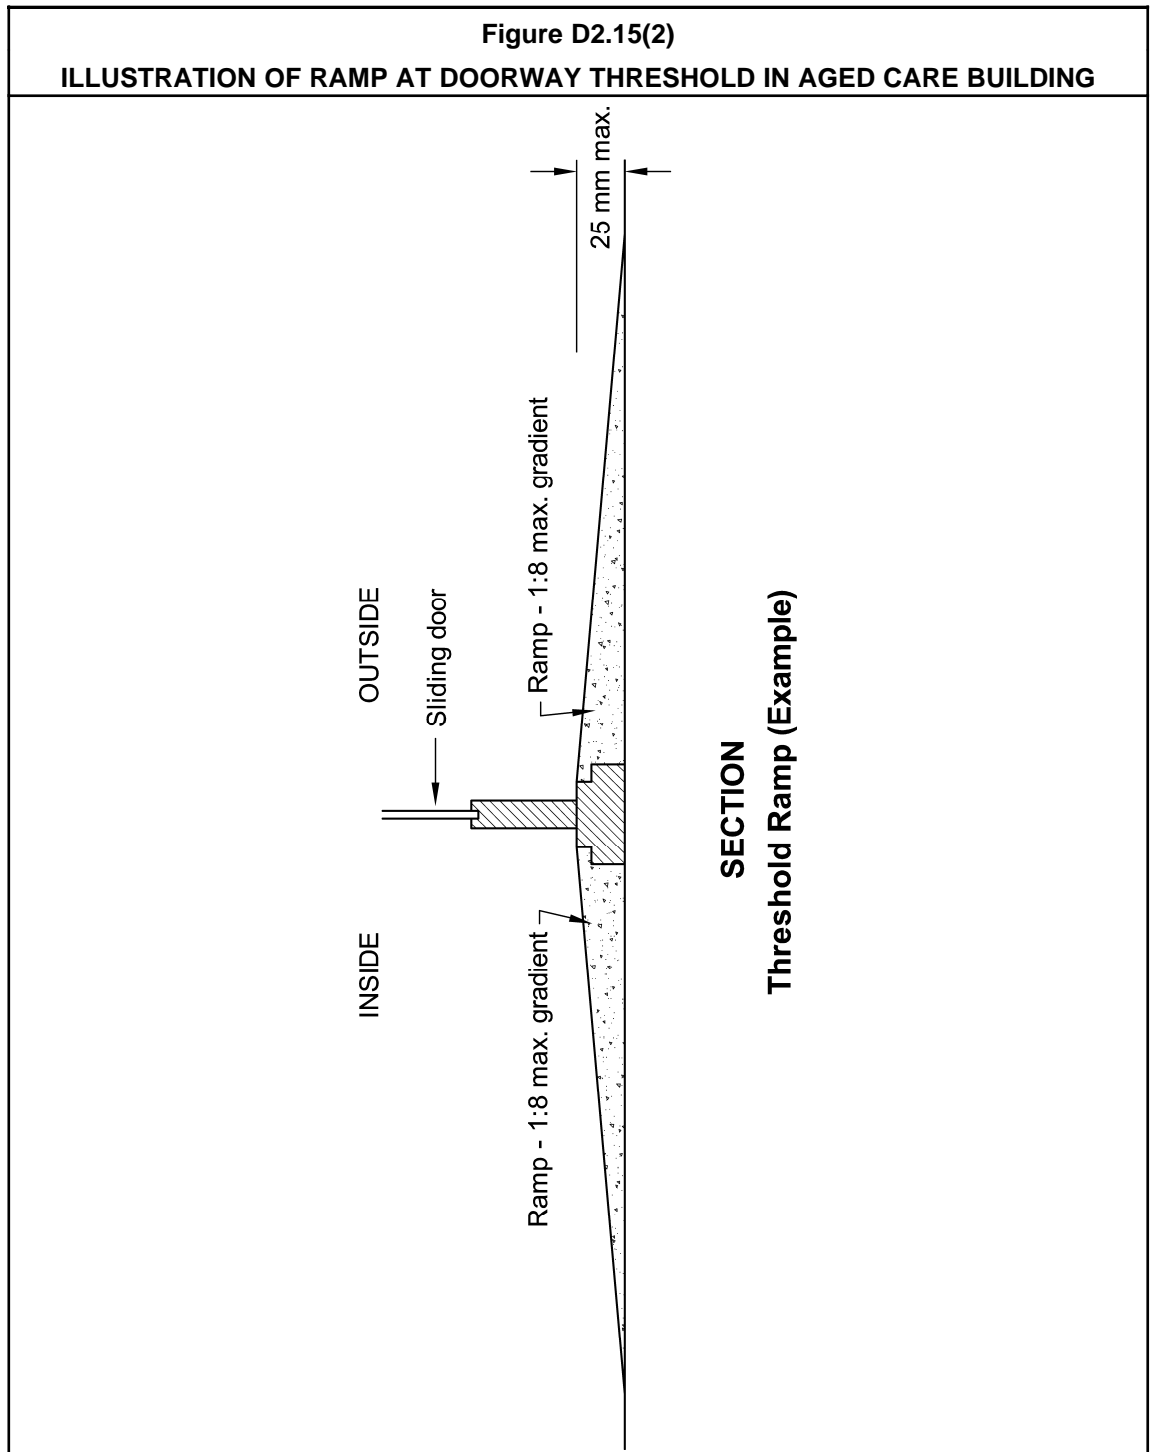 Figure D2.15(2)
ILLUSTRATION OF RAMP AT DOORWAY THRESHOLD IN AGED CARE BUILDING
INSIDE
OUTSIDE
Sliding door
Ramp - 1:8 max. gradient
Ramp - 1:8 max. gradient
25 mm max.
SECTION
Threshold Ramp (Example)